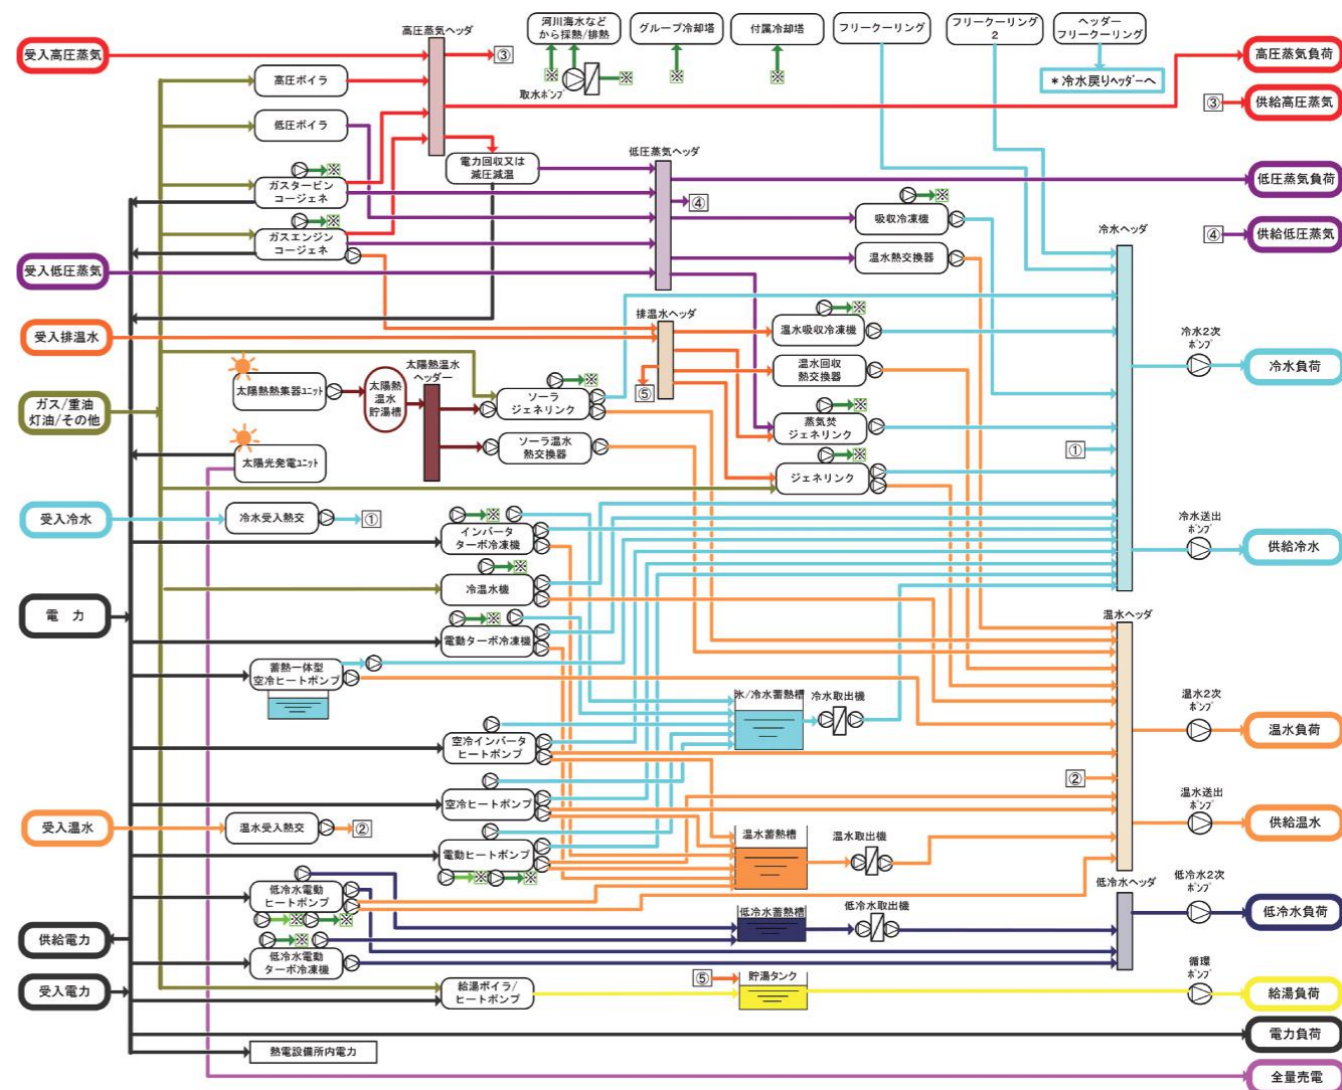 受入高圧蒸気
受入低圧蒸気
受入排温水
ガス/重油
灯油/その他
受入冷水
電 力
受入温水
供給電力
受入電力
高圧ボイラ
低圧ボイラ
ガスタービン
コージェネ
ガスエンジン
コージェネ
高圧蒸気ヘッダ
③
電力回収又は
減圧減温
河川海水など
から採熱/排熱
取水ポンプ
グループ冷却塔
付属冷却塔
フリークーリング
フリークーリング
2
ヘッダー
フリークーリング
*冷水戻りヘッダーへ
※
※
※
※
※
※
低圧蒸気ヘッダ
④
吸収冷凍機
※
温水熱交換器
排温水ヘッダ
⑤
温水吸収冷凍機
※
温水回収
熱交換器
蒸気焚
ジェネリンク
※
ジェネリンク
※
太陽熱熱集器ユニット
太陽熱
温水
貯湯槽
太陽熱温水
ヘッダー
ソーラ
ジェネリンク
※
ソーラ温水
熱交換器
太陽光発電ユニット
冷水受入熱交
①
インバータ
ターボ冷凍機
※
冷温水機
※
電動ターボ冷凍機
※
蓄熱一体型
空冷ヒートポンプ
空冷インバータ
ヒートポンプ
空冷ヒートポンプ
温水受入熱交
②
電動ヒートポンプ
※
※
低冷水電動
ヒートポンプ
※
※
低冷水電動
ターボ冷凍機
※
給湯ボイラ/
ヒートポンプ
熱電設備所内電力
氷/冷水蓄熱槽
冷水取出機
温水蓄熱槽
温水取出機
低冷水蓄熱槽
低冷水取出機
⑤
貯湯タンク
冷水ヘッダ
①
温水ヘッダ
②
低冷水ヘッダ
冷水2次
ポンプ
冷水送出
ポンプ
温水2次
ポンプ
温水送出
ポンプ
低冷水2次
ポンプ
循環
ポンプ
高圧蒸気負荷
③
供給高圧蒸気
低圧蒸気負荷
④
供給低圧蒸気
冷水負荷
供給冷水
温水負荷
供給温水
低冷水負荷
給湯負荷
電力負荷
全量売電